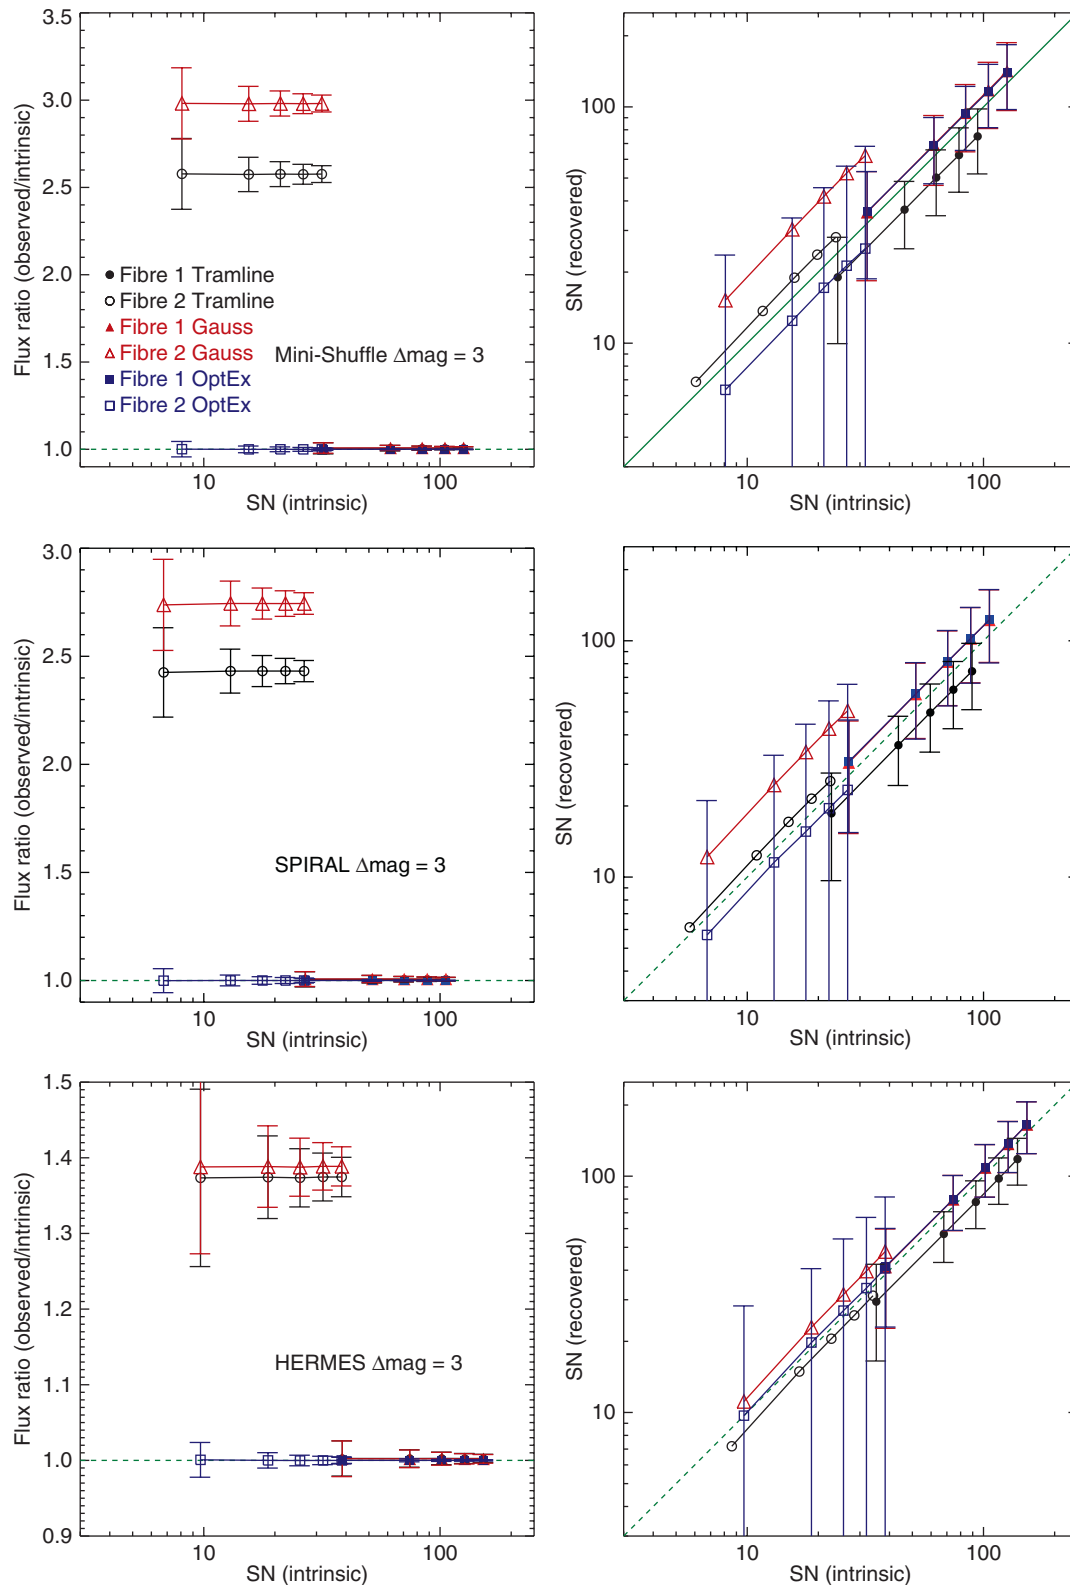 3.5
3.0
2.5
2.0
1.5
1.0
Flux ratio (observed/intrinsic)
Fibre 1 Tramline
Fibre 2 Tramline
Fibre 1 Gauss
Fibre 2 Gauss
Fibre 1 OptEx
Fibre 2 OptEx
Mini-Shuffle Δmag = 3
10
100
SN (intrinsic)
100
10
SN (recovered)
10
100
SN (intrinsic)
3.0
2.5
2.0
1.5
1.0
Flux ratio (observed/intrinsic)
SPIRAL Δmag = 3
10
100
SN (intrinsic)
100
10
SN (recovered)
10
100
SN (intrinsic)
1.5
1.4
1.3
1.2
1.1
1.0
0.9
Flux ratio (observed/intrinsic)
HERMES Δmag = 3
10
100
SN (intrinsic)
100
10
SN (recovered)
10
100
SN (intrinsic)